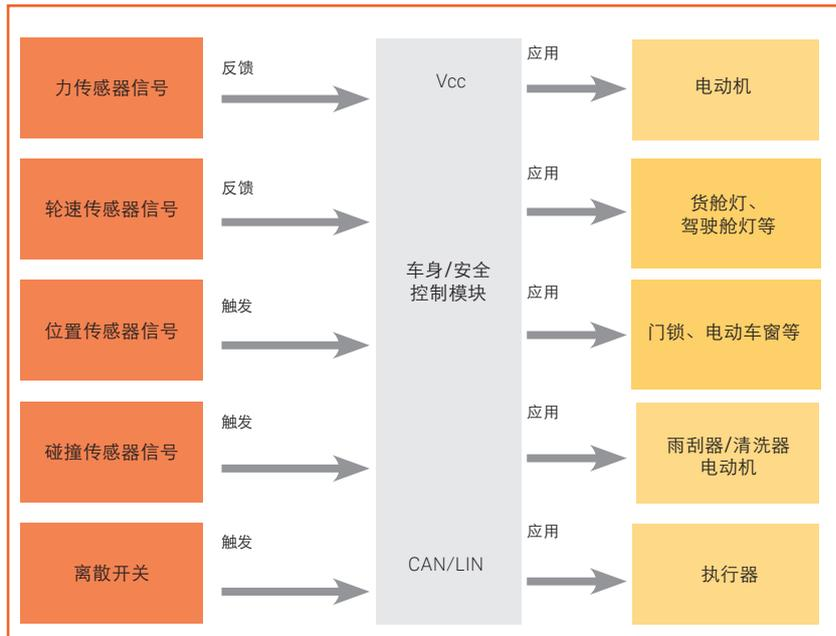 力传感器信号
反馈
Vcc
应用
电动机
轮速传感器信号
反馈
应用
货舱灯、
驾驶舱灯等
车身/安全
控制模块
位置传感器信号
触发
应用
门锁、电动车窗等
碰撞传感器信号
触发
应用
雨刮器/清洗器
电动机
离散开关
触发
CAN/LIN
应用
执行器